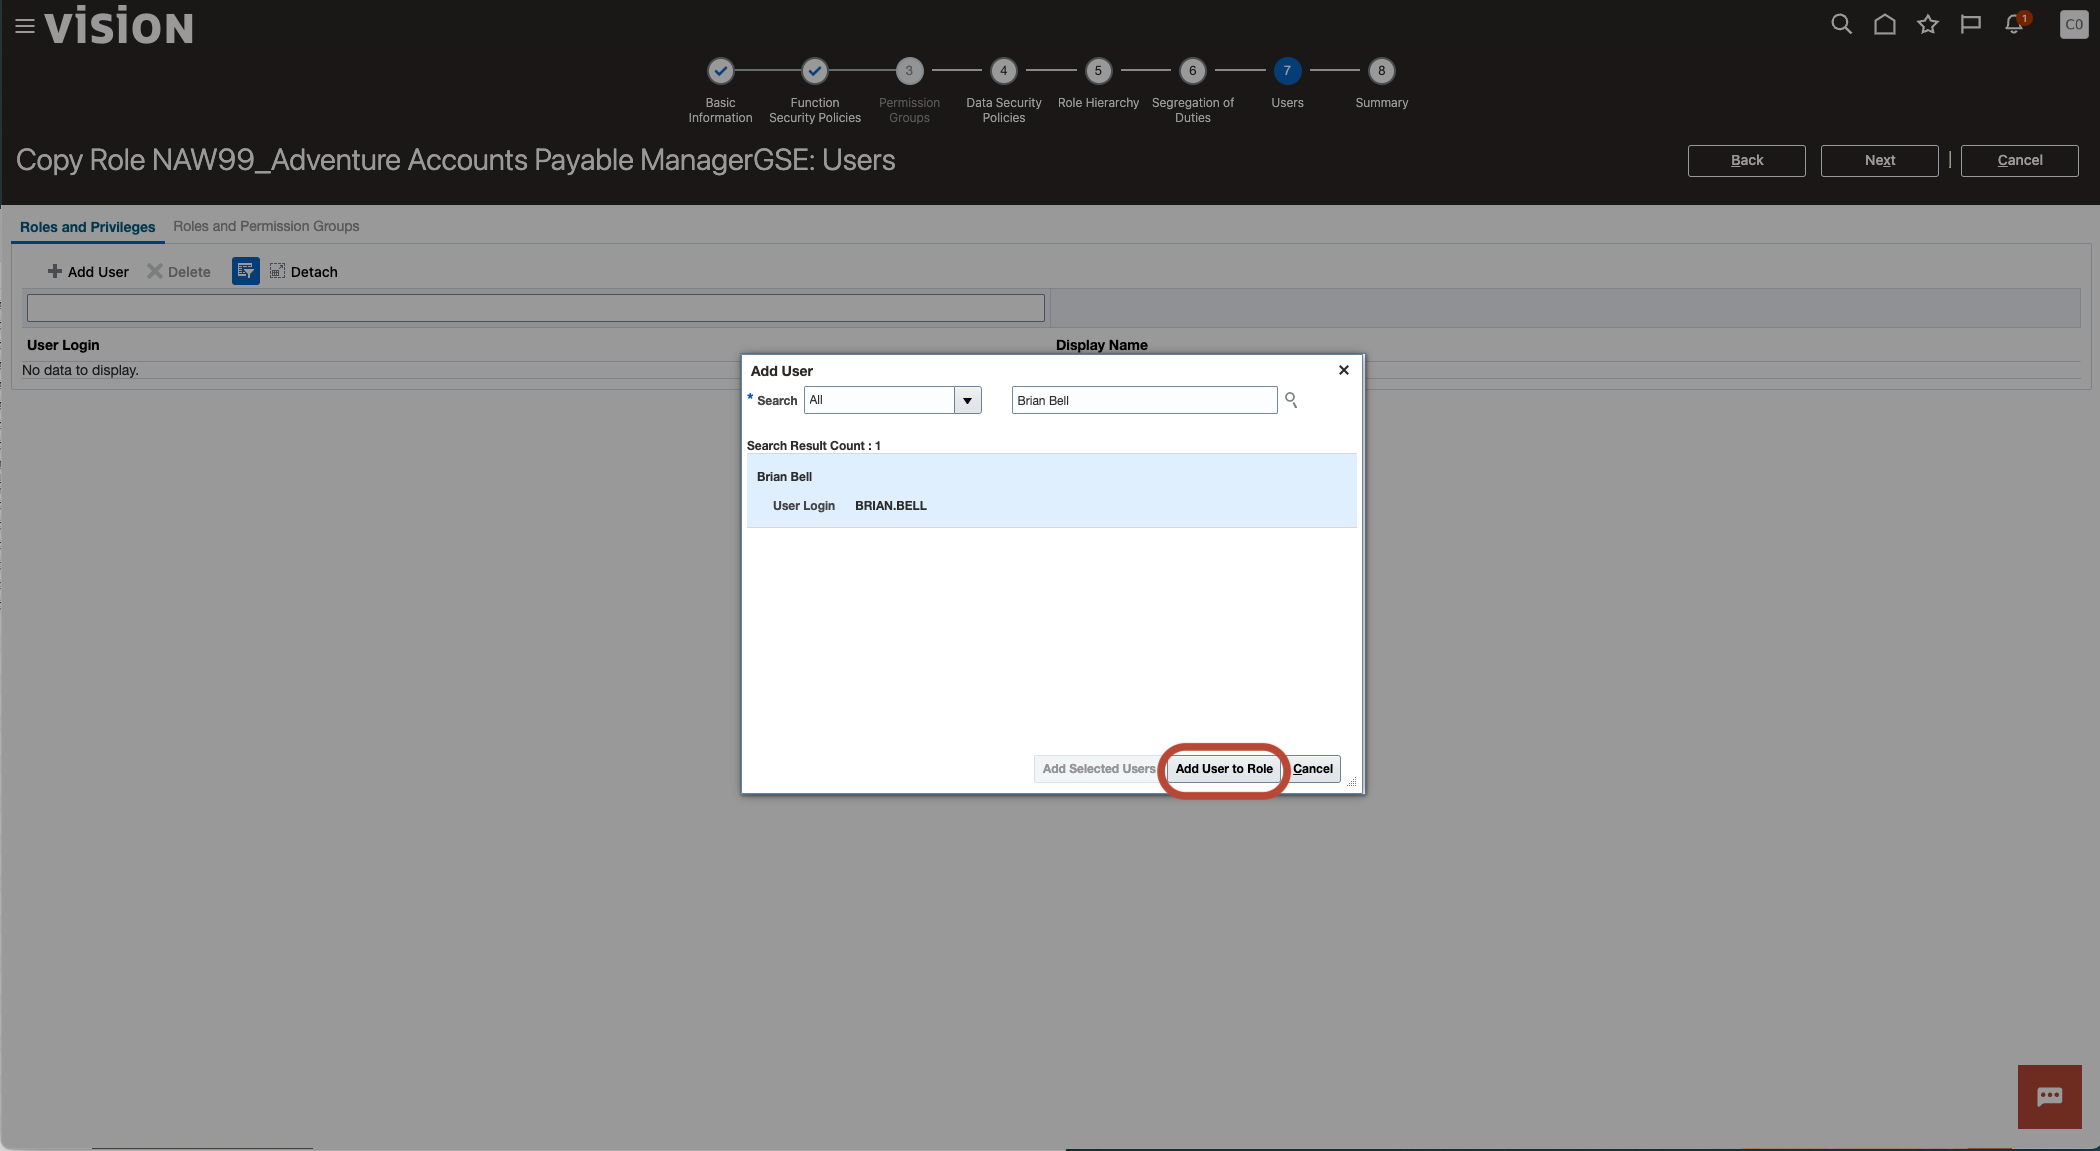 vision
1
CO
3
4
5
6
7
8
Basic
Information
Function
Security Policies
Permission
Groups
Data Security
Policies
Role Hierarchy
Segregation of
Duties
Users
Summary
Copy Role NAW99_Adventure Accounts Payable ManagerGSE: Users
Back
Next
Cancel
Roles and Privileges
Roles and Permission Groups
Add User
Delete
Detach
User Login
Display Name
No data to display.
Add User
* Search
All
Brian Bell
Search Result Count : 1
Brian Bell
User Login BRIAN.BELL
Add Selected Users
Add User to Role
Cancel